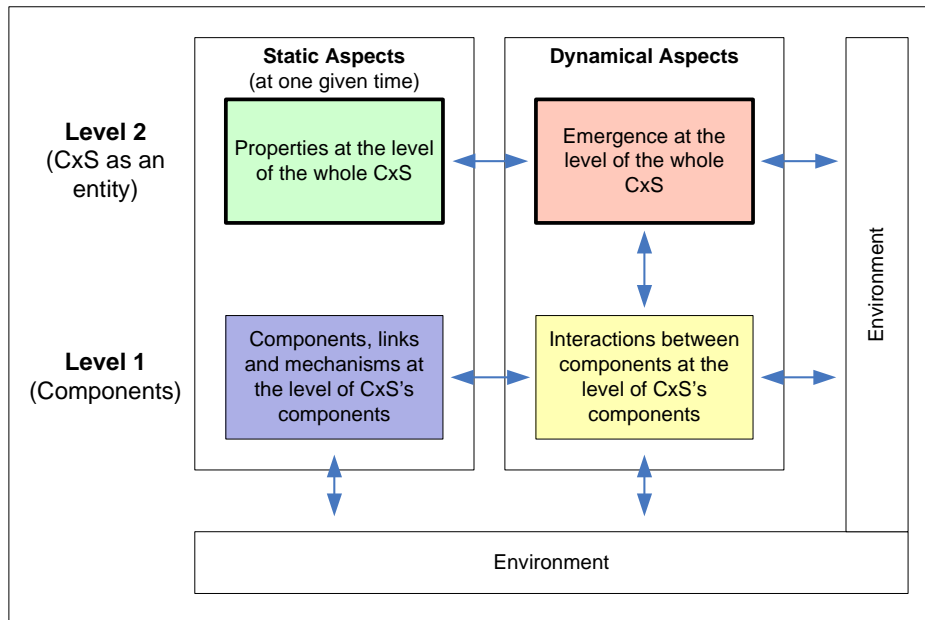 Static Aspects
(at one given time)
Dynamical Aspects
Level 2
(CxS as an
entity)
Properties at the level
of the whole CxS
Emergence at the
level of the whole
CxS
Environment
Level 1
(Components)
Components, links
and mechanisms at
the level of CxS's
components
Interactions between
components at the
level of CxS's
components
Environment